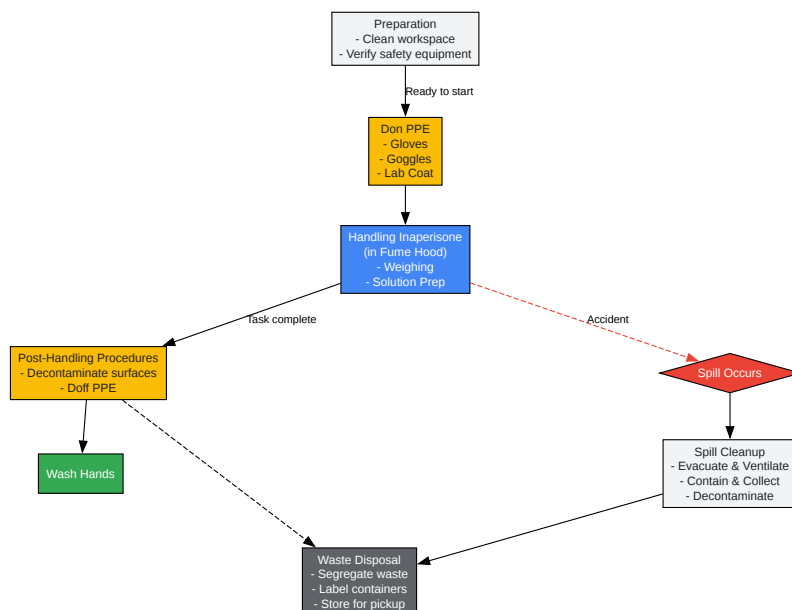 Preparation
- Clean workspace
- Verify safety equipment
Ready to start
Don PPE
- Gloves
- Goggles
- Lab Coat
Handling Inaperisone
(in Fume Hood)
- Weighing
- Solution Prep
Task complete
Accident
Post-Handling Procedures
- Decontaminate surfaces
- Doff PPE
Spill Occurs
Wash Hands
Spill Cleanup
- Evacuate & Ventilate
- Contain & Collect
- Decontaminate
Waste Disposal
- Segregate waste
- Label containers
- Store for pickup